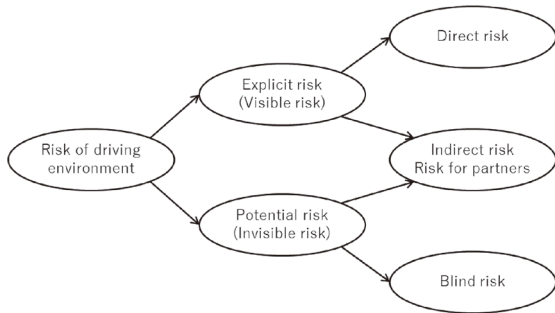 Direct risk
Explicit risk
(Visible risk)
Risk of driving
environment
Indirect risk
Risk for partners
Potential risk
(Invisible risk)
Blind risk